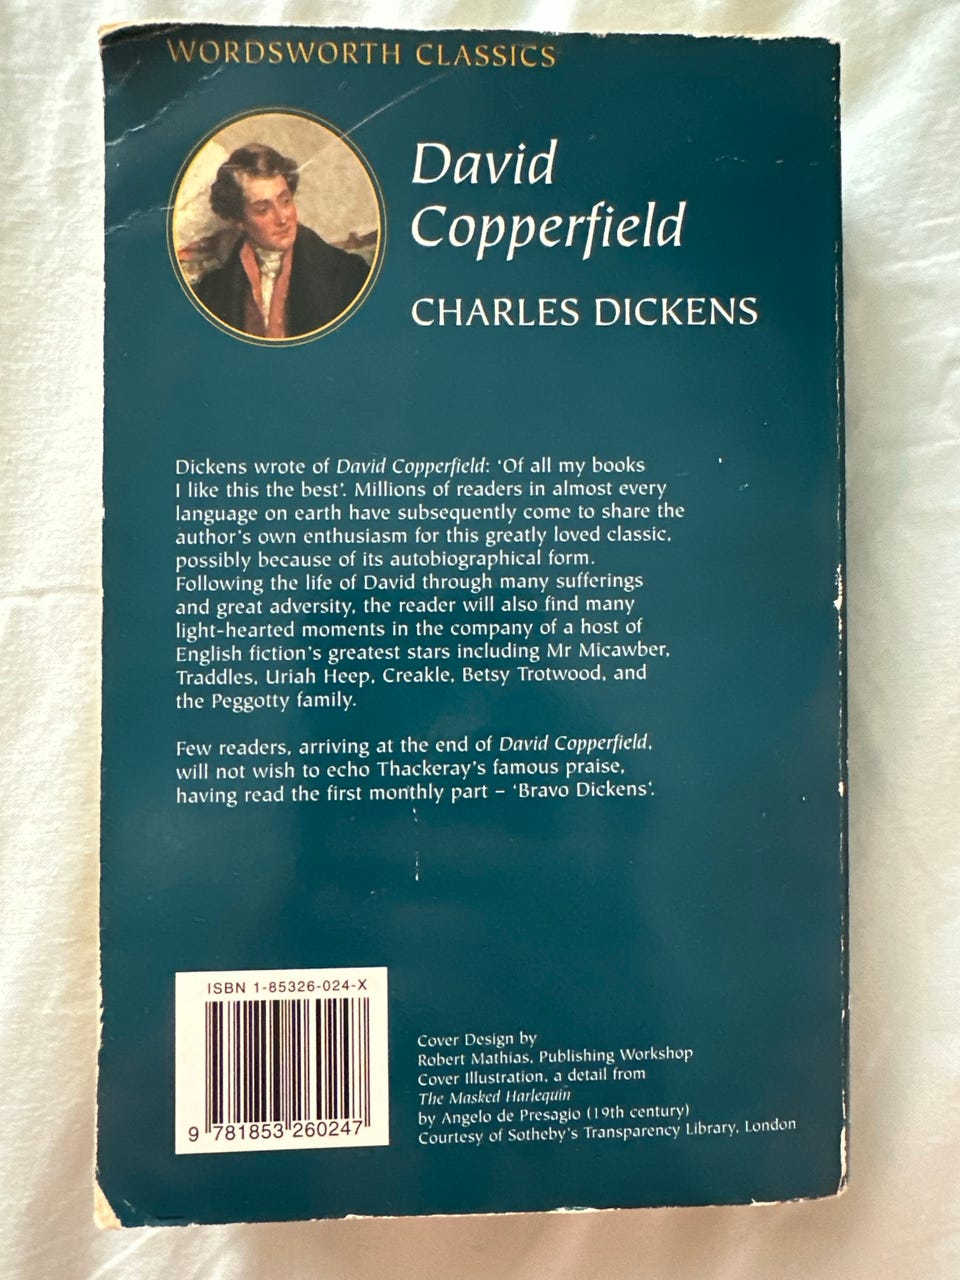 WORDSWORTH CLASSICS
David
Copperfield
CHARLES DICKENS
Dickens wrote of David Copperfield: ‘Of all my books
I like this the best’. Millions of readers in almost every
language on earth have subsequently come to share the
author’s own enthusiasm for this greatly loved classic,
possibly because of its autobiographical form.
Following the life of David through many sufferings
and great adversity, the reader will also find many
light-hearted moments in the company of a host of
English fiction’s greatest stars including Mr Micawber,
Traddles, Uriah Heep, Creakle, Betsy Trotwood, and
the Peggotty family.
Few readers, arriving at the end of David Copperfield,
will not wish to echo Thackeray’s famous praise,
having read the first monthly part – ‘Bravo Dickens’.
ISBN 1-85326-024-X
9 781853 260247
Cover Design by
Robert Mathias, Publishing Workshop
Cover Illustration, a detail from
The Masked Harlequin
by Angelo de Presagio (19th century)
Courtesy of Sotheby’s Transparency Library, London